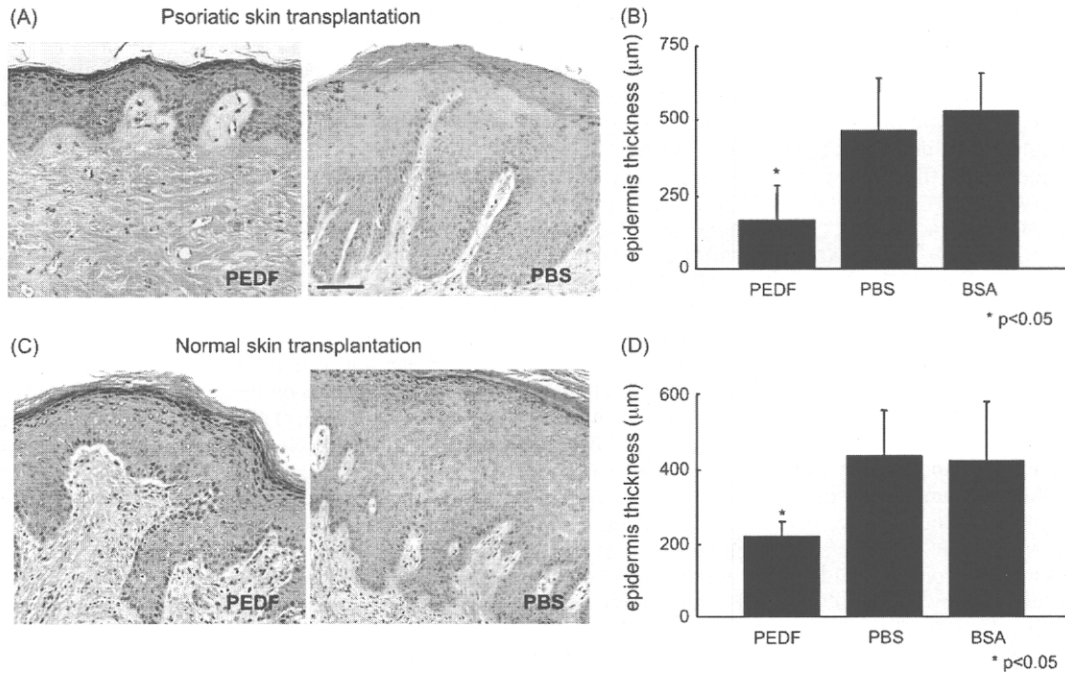 (A) Psoriatic skin transplantation
PEDF
PBS
(B)
epidermis thickness (μm)
750
500
250
0
*
PEDF PBS BSA
* p<0.05
(C) Normal skin transplantation
PEDF
PBS
(D)
epidermis thickness (μm)
600
400
200
0
*
PEDF PBS BSA
* p<0.05